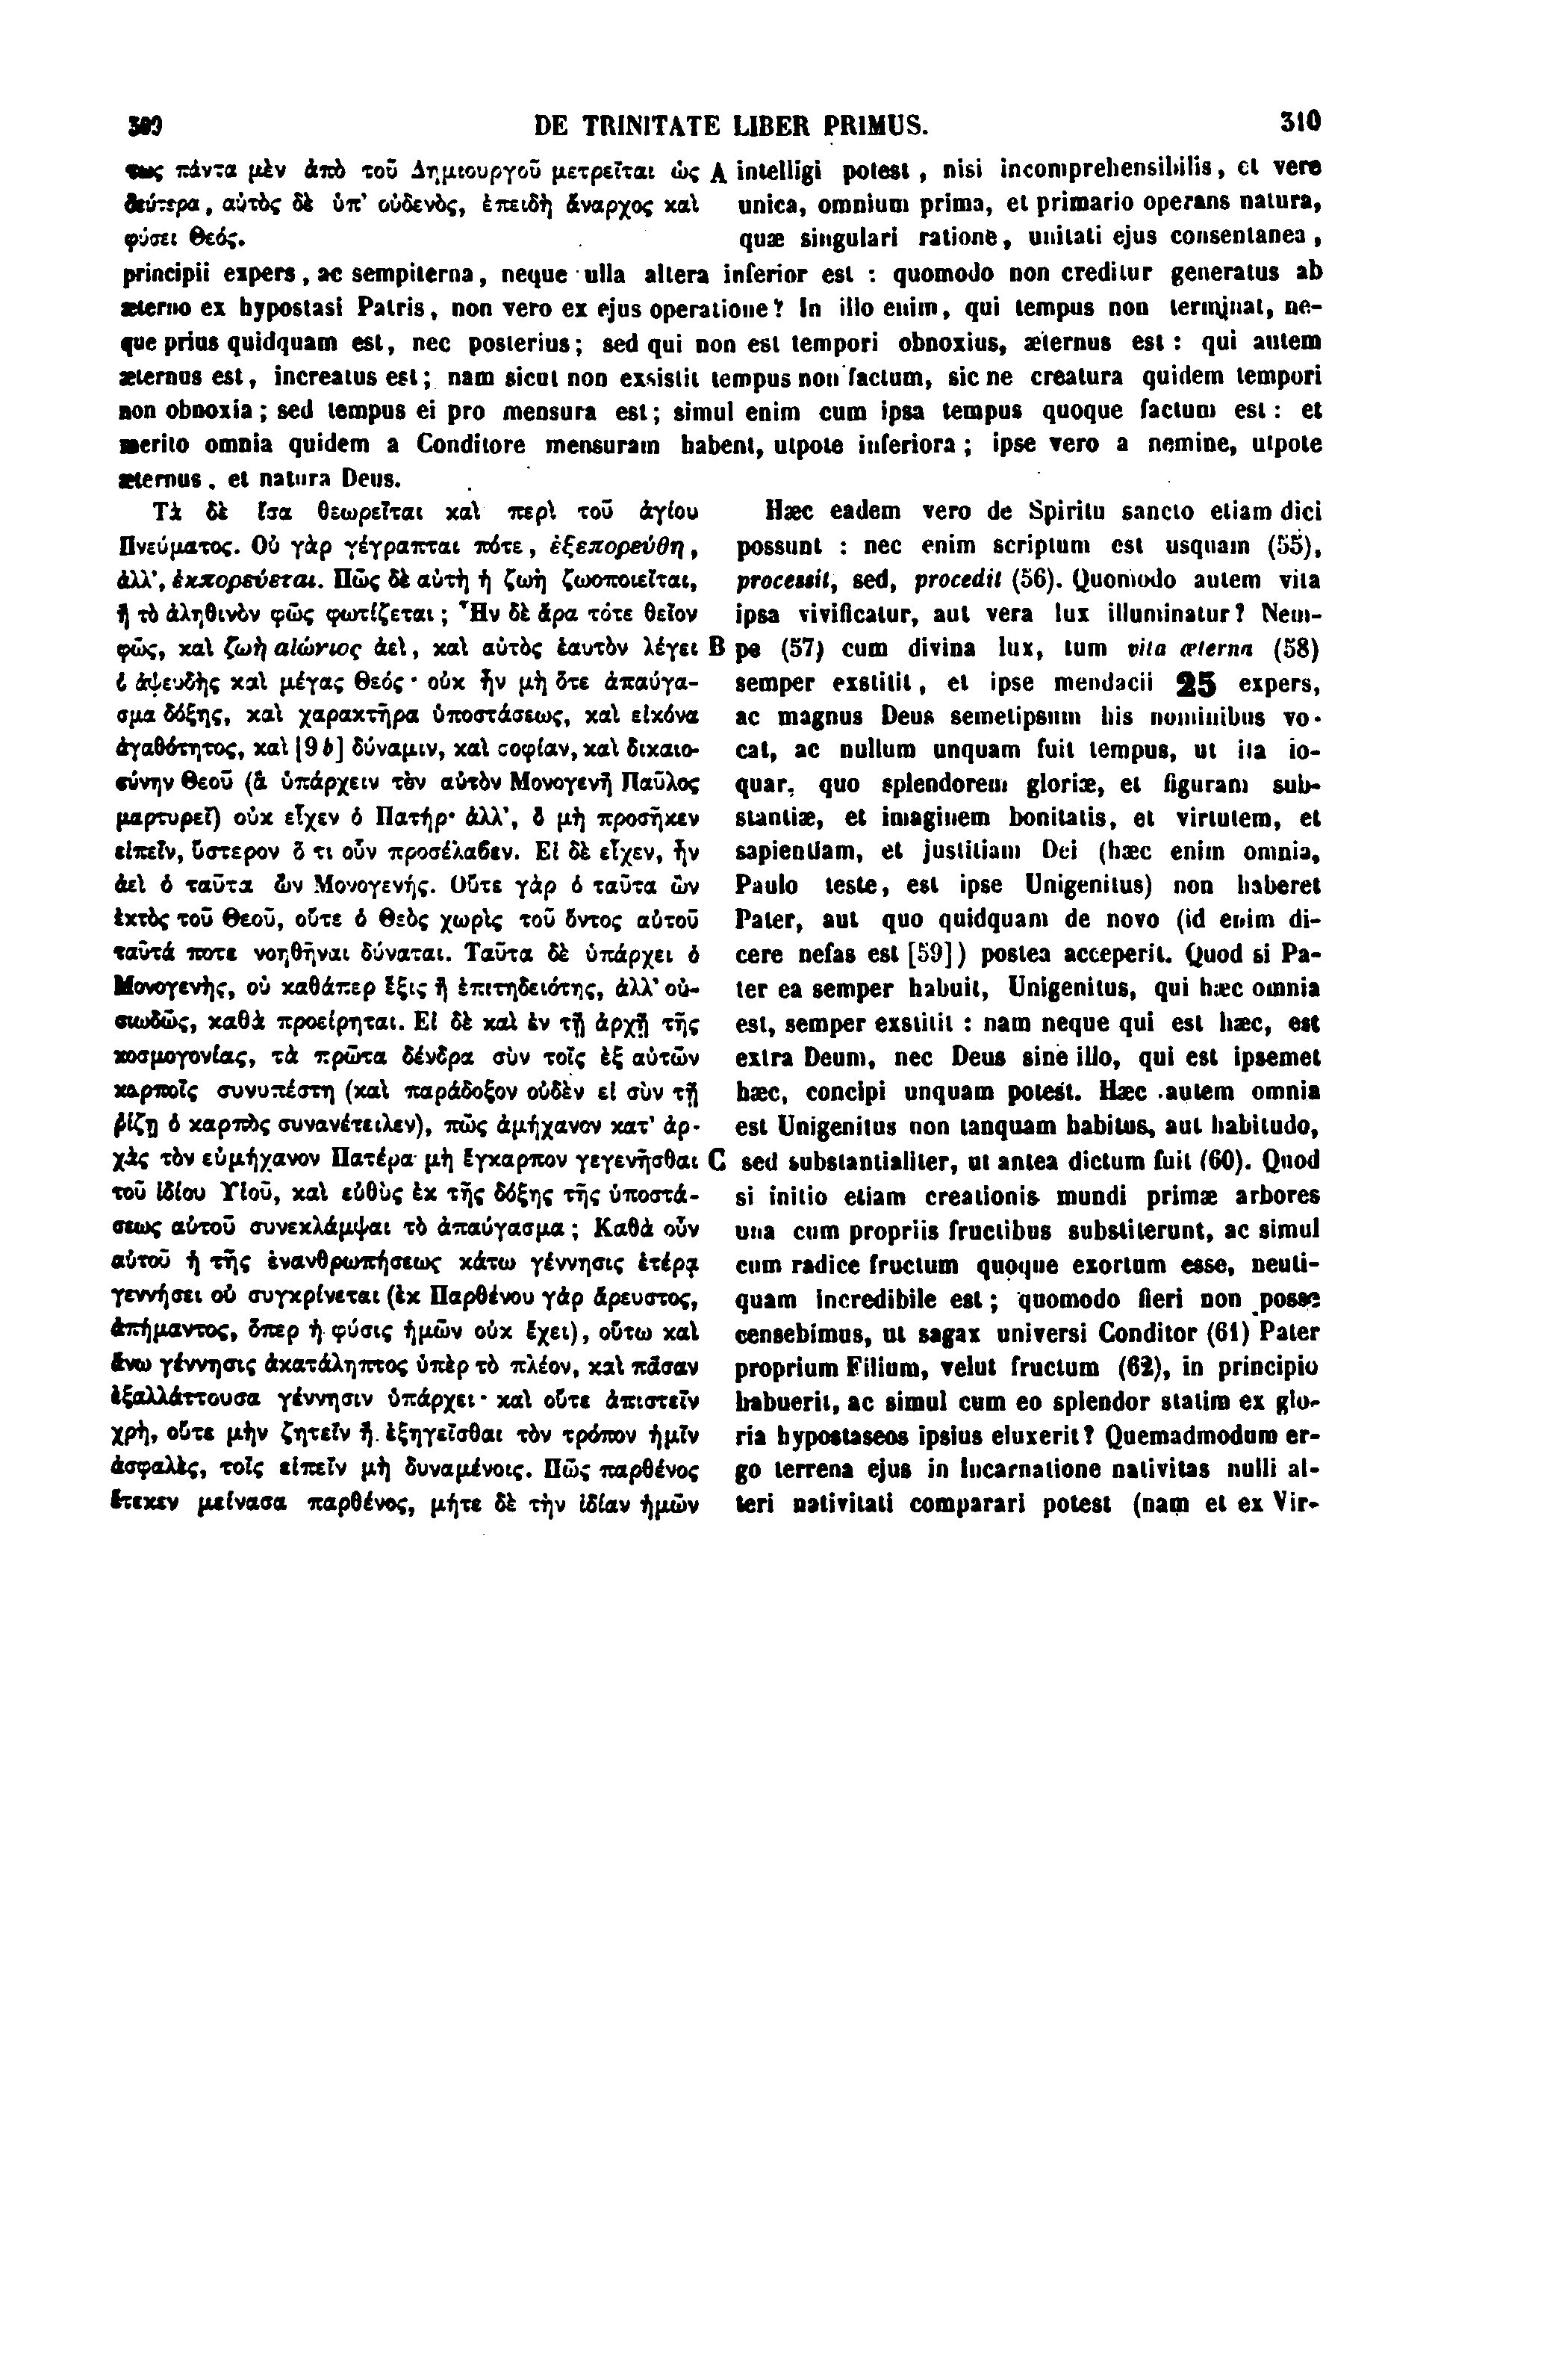 309 DE TRINITATE LIBER PRIMUS. 310
τως πάντα μὲν ἀπὸ τοῦ Δημιουργοῦ μετρεῖται ὡς
δεύτερα, αὐτὸς δὲ ὑπ' οὐδενὸς, ἐπειδὴ ἄναρχος καὶ
φύσει Θεός.
A intelligi potest, nisi incomprehensibilis, et vere
unica, omnium prima, et primario operans natura,
quæ singulari ratione, unitati ejus consentanea,
principii expers, ac sempiterna, neque ulla altera inferior est : quomodo non creditur generatus ab
æterno ex hypostasi Patris, non vero ex ejus operatione? In illo enim, qui tempus non terminat, ne-
que prius quidquam est, nec posterius; sed qui non est tempori obnoxius, æternus est : qui autem
æternus est, increatus est; nam sicut non exsistit tempus non factum, sic ne creatura quidem tempori
non obnoxia; sed tempus ei pro mensura est; simul enim cum ipsa tempus quoque factum est : et
merito omnia quidem a Conditore mensuram habent, utpote inferiora; ipse vero a nemine, utpote
æternus, et natura Deus.
Τὰ δὲ ἴσα θεωρεῖται καὶ περὶ τοῦ ἁγίου
Πνεύματος. Οὐ γὰρ γέγραπται πότε, ἐξεπορεύθη,
ἀλλ', ἐκπορεύεται. Πῶς δὲ αὐτὴ ἡ ζωὴ ζωοποιεῖται,
ἢ τὸ ἀληθινὸν φῶς φωτίζεται; Ἦν δὲ ἄρα τότε θεῖον
φῶς, καὶ ζωὴ αἰώνιος ἀεὶ, καὶ αὐτὸς ἑαυτὸν λέγει
ὁ ἀψευδὴς καὶ μέγας Θεός· οὐκ ἦν μὴ ὅτε ἀπαύγα-
σμα δόξης, καὶ χαρακτῆρα ὑποστάσεως, καὶ εἰκόνα
ἀγαθότητος, καὶ [9 b] δύναμιν, καὶ σοφίαν, καὶ δικαιο-
σύνην Θεοῦ (ἃ ὑπάρχειν τὸν αὐτὸν Μονογενῆ Παῦλος
μαρτυρεῖ) οὐκ εἶχεν ὁ Πατήρ· ἀλλ', ὃ μὴ προσῆκεν
εἰπεῖν, ὕστερον ὅ τι οὖν προσέλαβεν. Εἰ δὲ εἶχεν, ἦν
ἀεὶ ὁ ταῦτα ὢν Μονογενής. Οὔτε γὰρ ὁ ταῦτα ὢν
ἐκτὸς τοῦ Θεοῦ, οὔτε ὁ Θεὸς χωρὶς τοῦ ὄντος αὐτοῦ
ταῦτά ποτε νοηθῆναι δύναται. Ταῦτα δὲ ὑπάρχει ὁ
Μονογενὴς, οὐ καθάπερ ἕξις ἢ ἐπιτηδειότης, ἀλλ' οὐ-
σιωδῶς, καθὰ προείρηται. Εἰ δὲ καὶ ἐν τῇ ἀρχῇ τῆς
κοσμογονίας, τὰ πρῶτα δένδρα σὺν τοῖς ἐξ αὐτῶν
καρποῖς συνυπέστη (καὶ παράδοξον οὐδὲν εἰ σὺν τῇ
ῥίζῃ ὁ καρπὸς συνανέτειλεν), πῶς ἀμήχανον κατ' ἀρ-
χὰς τὸν εὐμήχανον Πατέρα μὴ ἔγκαρπον γεγενῆσθαι
τοῦ ἰδίου Υἱοῦ, καὶ εὐθὺς ἐκ τῆς δόξης τῆς ὑποστά-
σεως αὐτοῦ συνεκλάμψαι τὸ ἀπαύγασμα; Καθὰ οὖν
αὐτοῦ ἡ τῆς ἐνανθρωπήσεως κάτω γέννησις ἑτέρᾳ
γεννήσει οὐ συγκρίνεται (ἐκ Παρθένου γὰρ ἄρευστος,
ἀπήμαντος, ὅπερ ἡ φύσις ἡμῶν οὐκ ἔχει), οὕτω καὶ
ἄνω γέννησις ἀκατάληπτος ὑπὲρ τὸ πλέον, καὶ πᾶσαν
ἐξαλλάττουσα γέννησιν ὑπάρχει· καὶ οὔτε ἀπιστεῖν
χρὴ, οὔτε μὴν ζητεῖν ἢ ἐξηγεῖσθαι τὸν τρόπον ἡμῖν
ἀσφαλὲς, τοῖς εἰπεῖν μὴ δυναμένοις. Πῶς παρθένος
ἔτεκεν μείνασα παρθένος, μήτε δὲ τὴν ἰδίαν ἡμῶν
Hæc eadem vero de Spiritu sancto etiam dici
possunt : nec enim scriptum est usquam (55),
processit, sed, procedit (56). Quomodo autem vita
ipsa vivificatur, aut vera lux illuminatur? Nem-
B pe (57) cum divina lux, tum vita æterna (58)
semper exstitit, et ipse mendacii 25 expers,
ac magnus Deus semetipsum his nominibus vo-
cat, ac nullum unquam fuit tempus, ut ita lo-
quar, quo splendorem gloriæ, et figuram sub-
stantiæ, et imaginem bonitatis, et virtutem, et
sapientiam, et justitiam Dei (hæc enim omnia,
Paulo teste, est ipse Unigenitus) non haberet
Pater, aut quo quidquam de novo (id enim di-
cere nefas est [59]) postea acceperit. Quod si Pa-
ter ea semper habuit, Unigenitus, qui hæc omnia
est, semper exstitit : nam neque qui est hæc, est
extra Deum, nec Deus sine illo, qui est ipsemet
hæc, concipi unquam potest. Hæc autem omnia
est Unigenitus non tanquam habitus, aut habitudo,
C sed substantialiter, ut antea dictum fuit (60). Quod
si initio etiam creationis mundi primæ arbores
una cum propriis fructibus substiterunt, ac simul
cum radice fructum quoque exortum esse, neuti-
quam incredibile est; quomodo fieri non posse
censebimus, ut sagax universi Conditor (61) Pater
proprium Filium, velut fructum (62), in principio
habuerit, ac simul cum eo splendor statim ex glo-
ria hypostaseos ipsius eluxerit? Quemadmodum er-
go terrena ejus in Incarnatione nativitas nulli al-
teri nativitati comparari potest (nam et ex Vir-